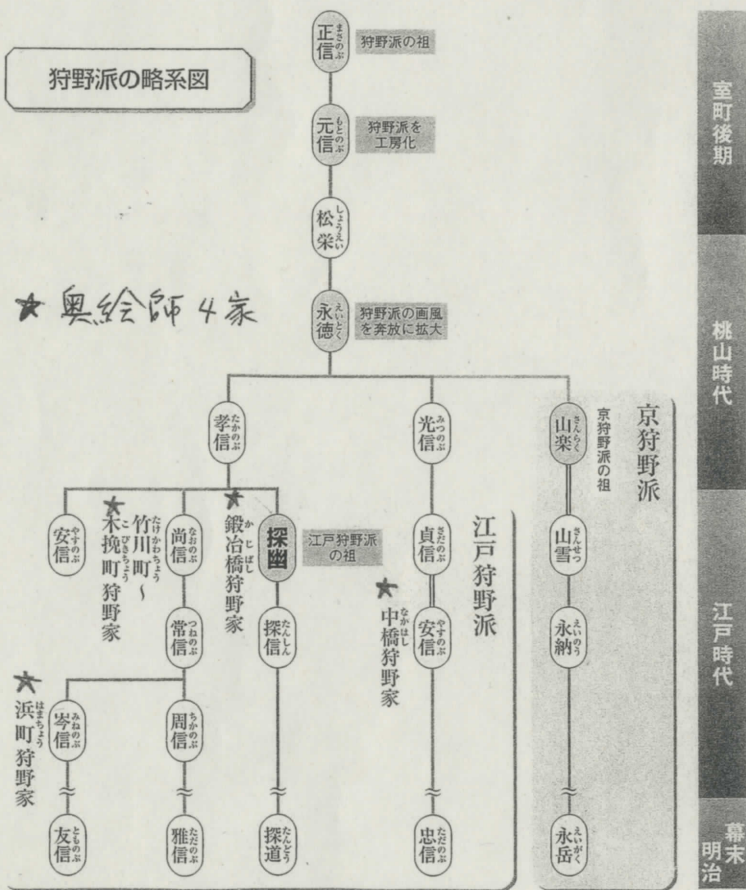 狩野派の略系図
正信 まさのぶ
狩野派の祖
元信 もとのぶ
狩野派を
工房化
松栄 しょうえい
永徳 えいとく
狩野派の画風
を奔放に拡大
★ 奥絵師4家
室町後期
桃山時代
江戸時代
幕末
明治
京狩野派
京狩野派の祖
山楽 さんらく
山雪 さんせつ
永納 えいのう
永岳 えいがく
江戸狩野派
光信 みつのぶ
貞信 さだのぶ
安信 やすのぶ
★ 中橋狩野家 なかはし
忠信 ただのぶ
孝信 たかのぶ
探幽
江戸狩野派
の祖
★ 鍛冶橋狩野家 かじばし
探信 たんしん
探道 たんどう
尚信 なおのぶ
竹川町〜 たけかわちょう
★ 木挽町狩野家 こびきちょう
常信 つねのぶ
周信 ちかのぶ
雅信 ただのぶ
安信 やすのぶ
岑信 みねのぶ
★ 浜町狩野家 はまちょう
友信 とものぶ